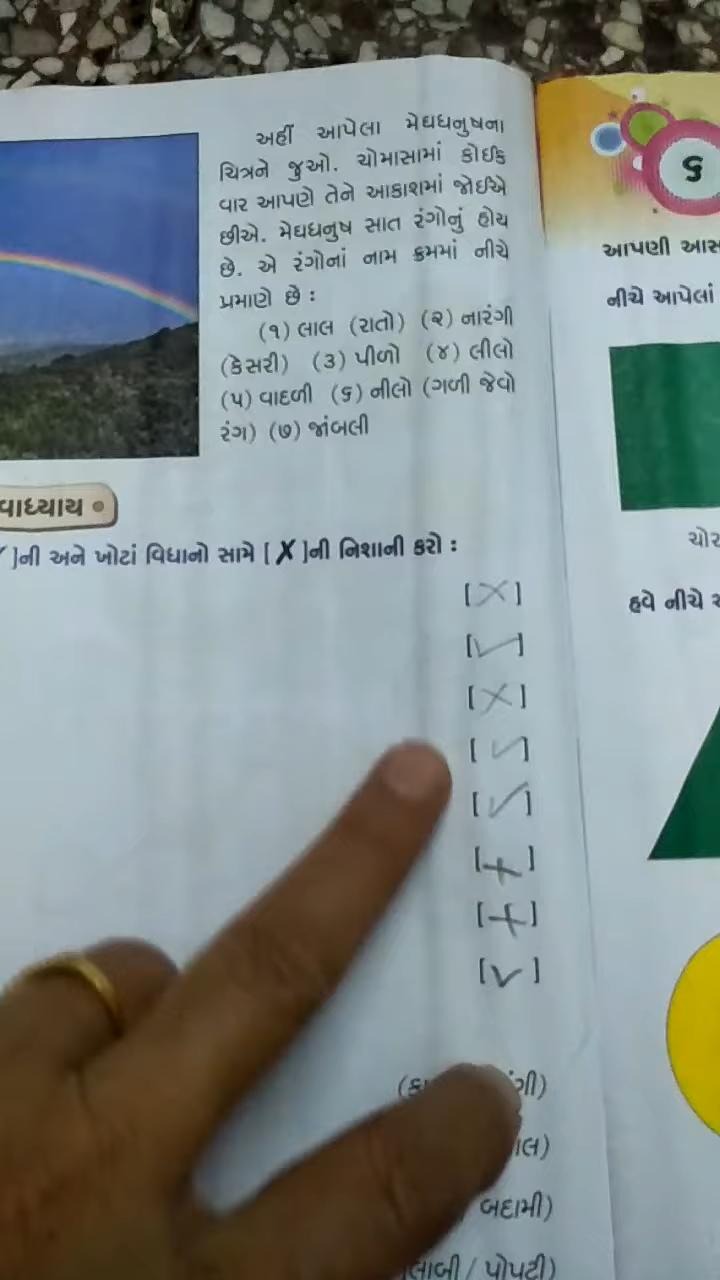 અહીં આપેલા મેઘધનુષના
ચિત્રને જુઓ. ચોમાસામાં કોઈક
વાર આપણે તેને આકાશમાં જોઈએ
છીએ. મેઘધનુષ સાત રંગોનું હોય
છે. એ રંગોનાં નામ ક્રમમાં નીચે
પ્રમાણે છે :
(૧) લાલ (રાતો) (૨) નારંગી
(કેસરી) (૩) પીળો (૪) લીલો
(૫) વાદળી (૬) નીલો (ગળી જેવો
રંગ) (૭) જાંબલી
વાધ્યાય
]ની અને ખોટાં વિધાનો સામે [ X ]ની નિશાની કરો :
[X]
[✓]
[X]
[✓]
[✓]
[X]
[X]
[✓]
બદામી)
/ પોપટી)
૬
આપણી
નીચે આપેલાં
હવે નીચે